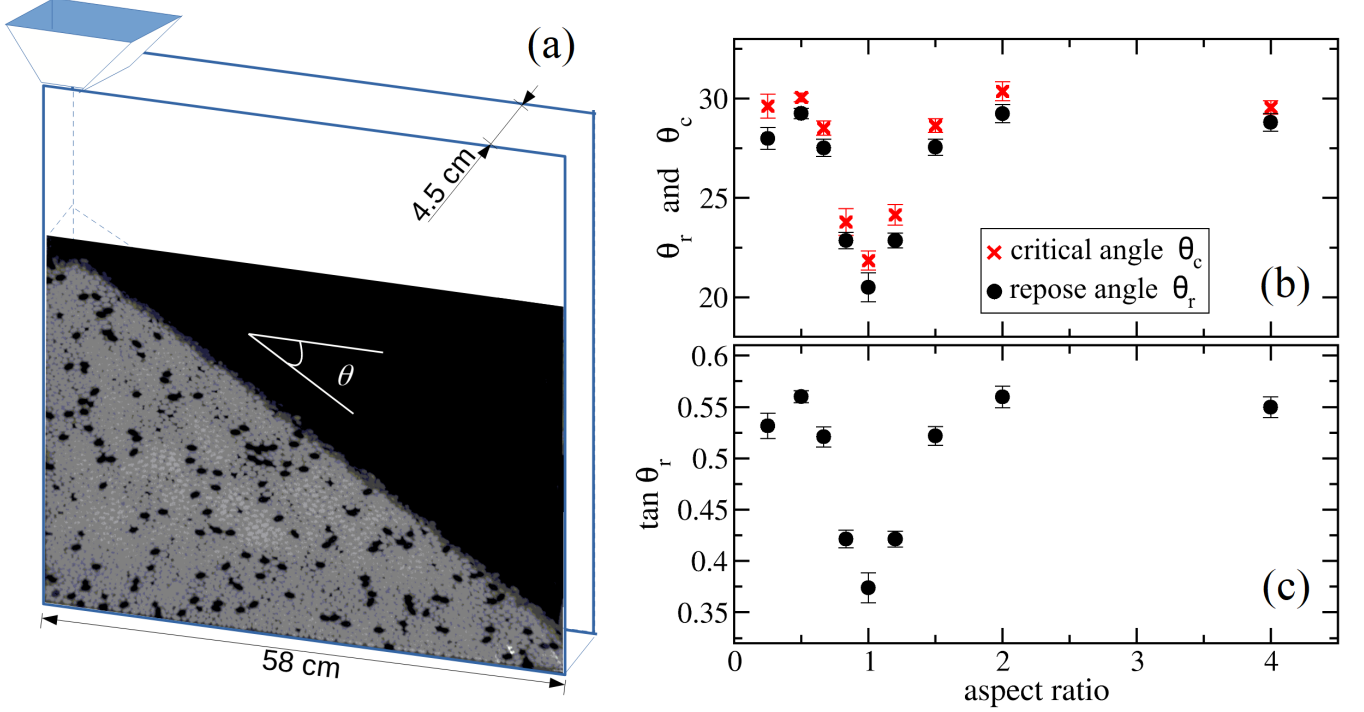 (a)
4.5 cm
θ
58 cm
θr and θc
30
25
20
critical angle θc
repose angle θr
(b)
tan θr
0.6
0.55
0.5
0.45
0.4
0.35
(c)
0 1 2 3 4
aspect ratio